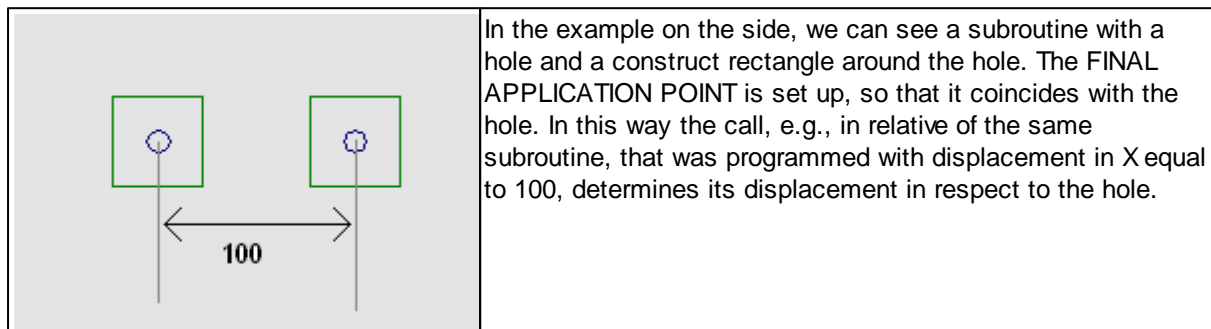 100
In the example on the side, we can see a subroutine with a
hole and a construct rectangle around the hole. The FINAL
APPLICATION POINT is set up, so that it coincides with the
hole. In this way the call, e.g., in relative of the same
subroutine, that was programmed with displacement in X equal
to 100, determines its displacement in respect to the hole.